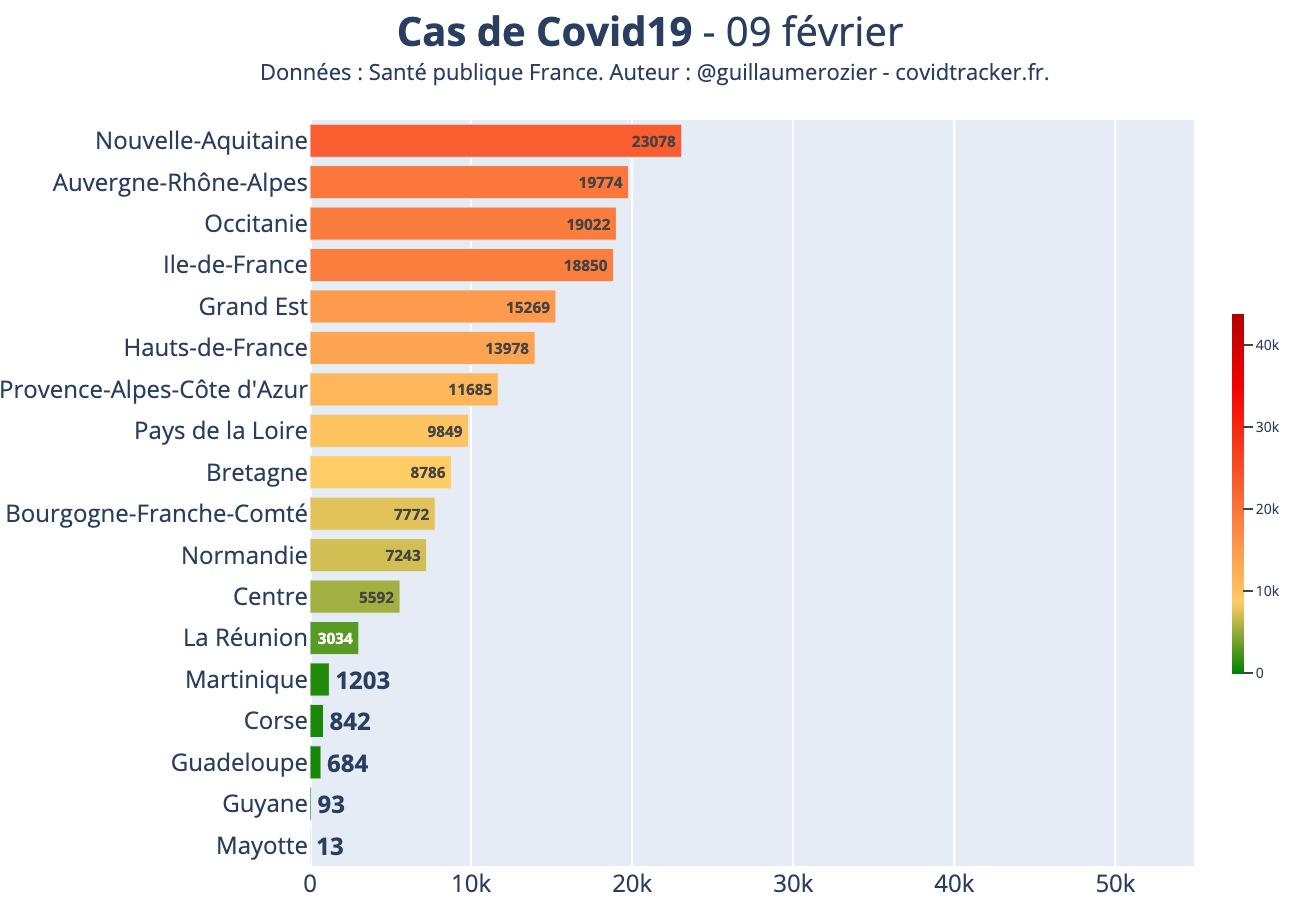 Cas de Covid19 - 09 février
Données : Santé publique France. Auteur : @guillaumerozier - covidtracker.fr.
Nouvelle-Aquitaine 23078
Auvergne-Rhône-Alpes 19774
Occitanie 19022
Ile-de-France 18850
Grand Est 15269
Hauts-de-France 13978
Provence-Alpes-Côte d'Azur 11685
Pays de la Loire 9849
Bretagne 8786
Bourgogne-Franche-Comté 7772
Normandie 7243
Centre 5592
La Réunion 3034
Martinique 1203
Corse 842
Guadeloupe 684
Guyane 93
Mayotte 13
0 10k 20k 30k 40k 50k
40k
30k
20k
10k
0